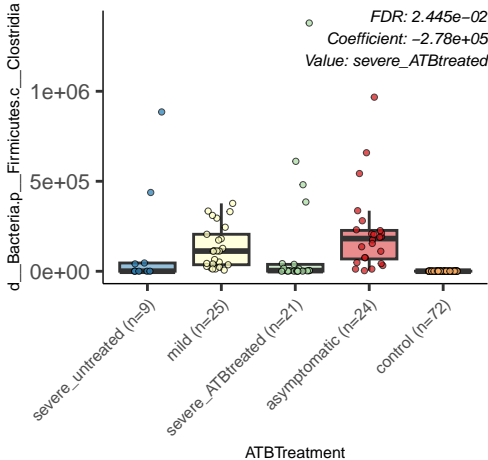 FDR: 2.445e−02
Coefficient: −2.78e+05
Value: severe_ATBtreated
d__Bacteria.p__Firmicutes.c__Clostridia
1e+06
5e+05
0e+00
severe_untreated (n=9)
mild (n=25)
severe_ATBtreated (n=21)
asymptomatic (n=24)
control (n=72)
ATBTreatment